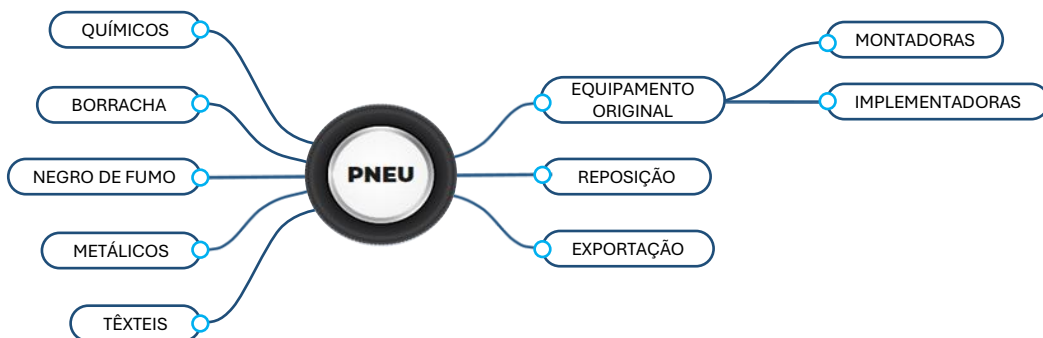 QUÍMICOS
BORRACHA
NEGRO DE FUMO
METÁLICOS
TÊXTEIS
PNEU
EQUIPAMENTO
ORIGINAL
REPOSIÇÃO
EXPORTAÇÃO
MONTADORAS
IMPLEMENTADORAS